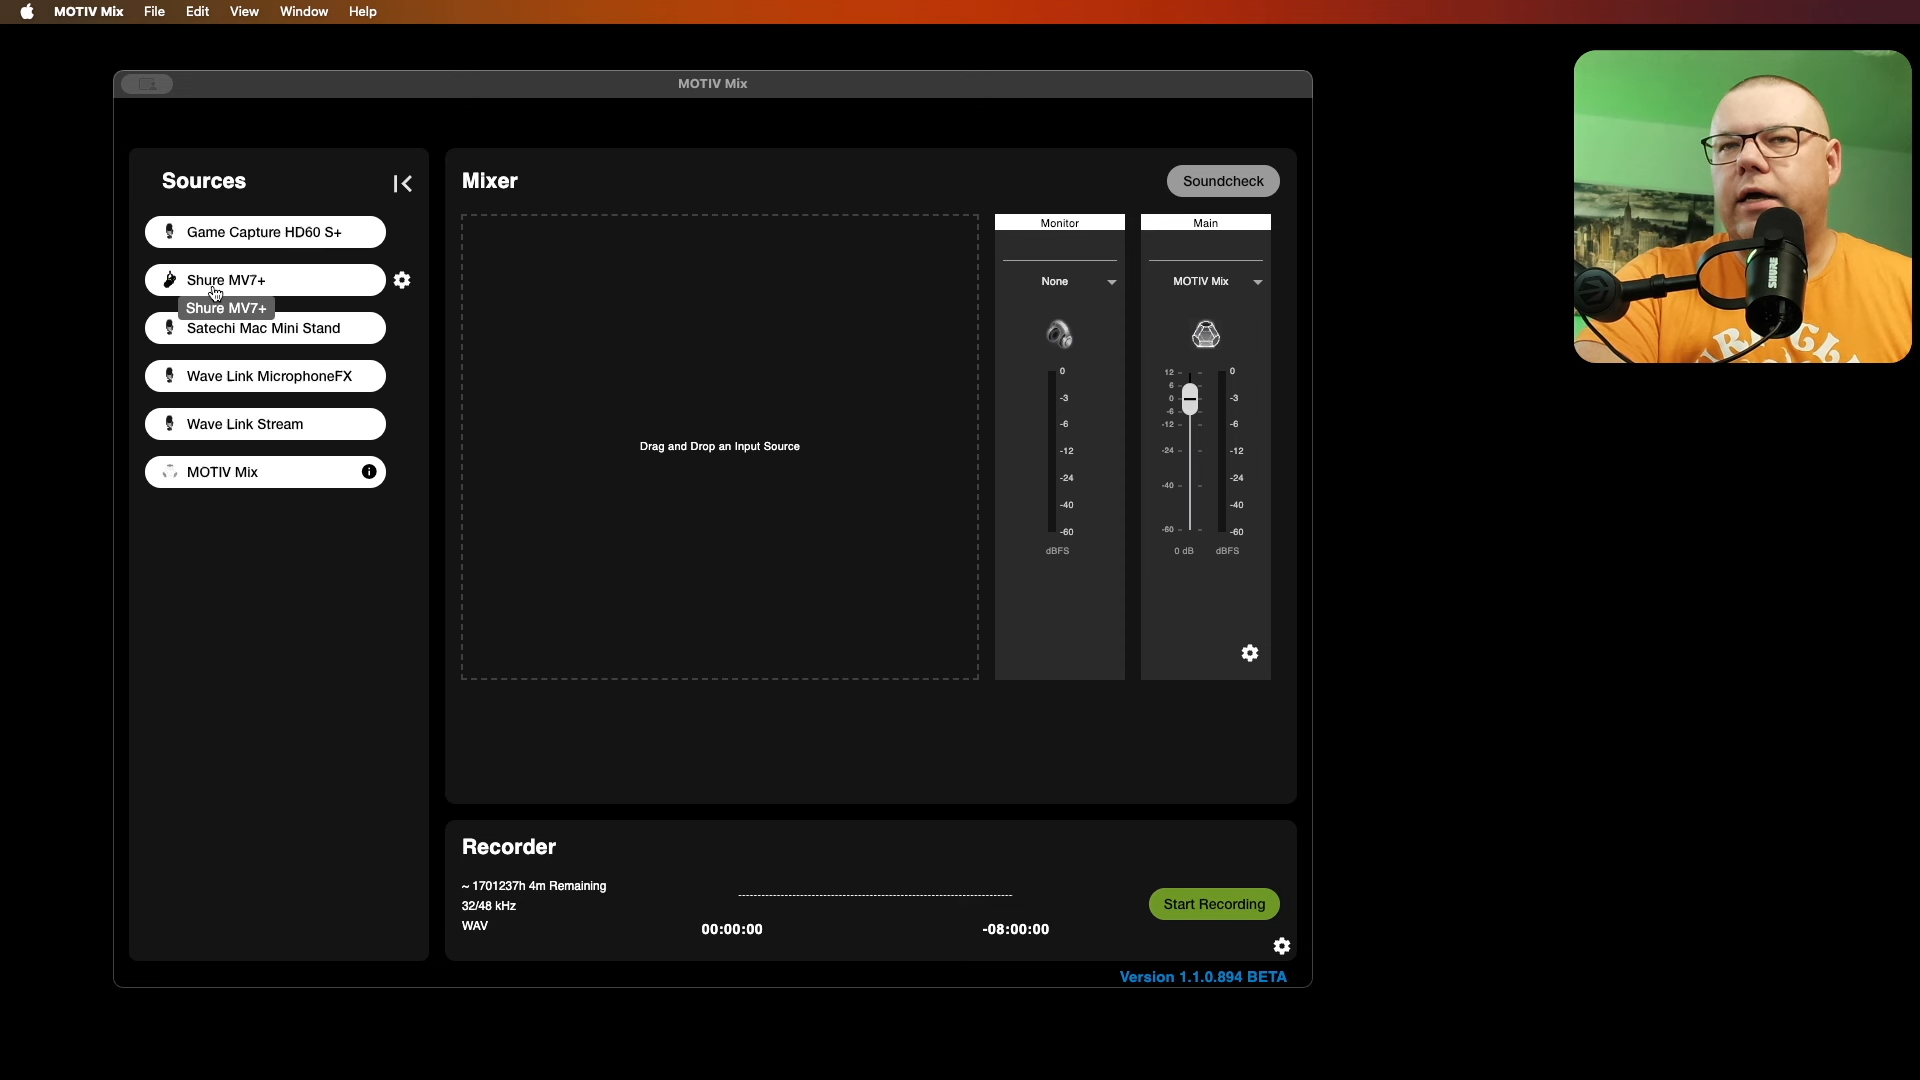 MOTIV Mix File Edit View Window Help
MOTIV Mix
Sources
Game Capture HD60 S+
Shure MV7+
Shure MV7+
Satechi Mac Mini Stand
Wave Link MicrophoneFX
Wave Link Stream
MOTIV Mix
Mixer
Soundcheck
Drag and Drop an Input Source
Monitor
None
0
-3
-6
-12
-24
-40
-60
dBFS
Main
MOTIV Mix
12
6
0
-6
-12
-24
-40
-60
0 dB
0
-3
-6
-12
-24
-40
-60
dBFS
Recorder
~ 1701237h 4m Remaining
32/48 kHz
WAV
00:00:00
-08:00:00
Start Recording
Version 1.1.0.894 BETA
SHURE